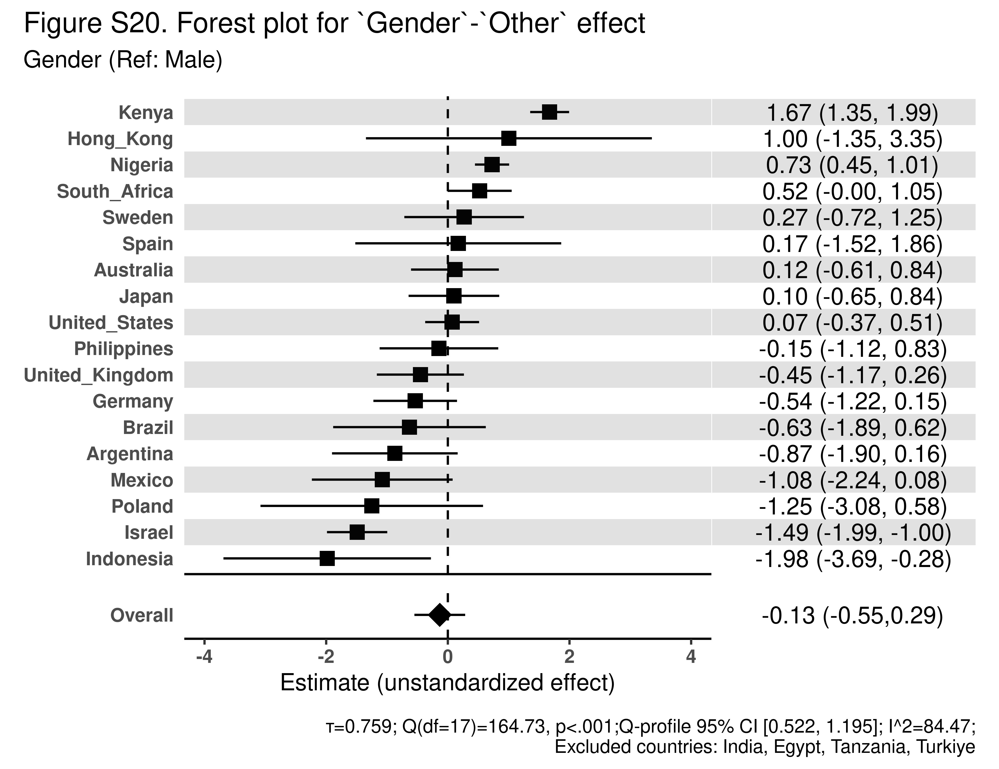 Figure S20. Forest plot for `Gender`-`Other` effect
Gender (Ref: Male)
Kenya 1.67 (1.35, 1.99)
Hong_Kong 1.00 (-1.35, 3.35)
Nigeria 0.73 (0.45, 1.01)
South_Africa 0.52 (-0.00, 1.05)
Sweden 0.27 (-0.72, 1.25)
Spain 0.17 (-1.52, 1.86)
Australia 0.12 (-0.61, 0.84)
Japan 0.10 (-0.65, 0.84)
United_States 0.07 (-0.37, 0.51)
Philippines -0.15 (-1.12, 0.83)
United_Kingdom -0.45 (-1.17, 0.26)
Germany -0.54 (-1.22, 0.15)
Brazil -0.63 (-1.89, 0.62)
Argentina -0.87 (-1.90, 0.16)
Mexico -1.08 (-2.24, 0.08)
Poland -1.25 (-3.08, 0.58)
Israel -1.49 (-1.99, -1.00)
Indonesia -1.98 (-3.69, -0.28)
Overall -0.13 (-0.55,0.29)
-4 -2 0 2 4
Estimate (unstandardized effect)
τ=0.759; Q(df=17)=164.73, p<.001;Q-profile 95% CI [0.522, 1.195]; I^2=84.47;
Excluded countries: India, Egypt, Tanzania, Turkiye